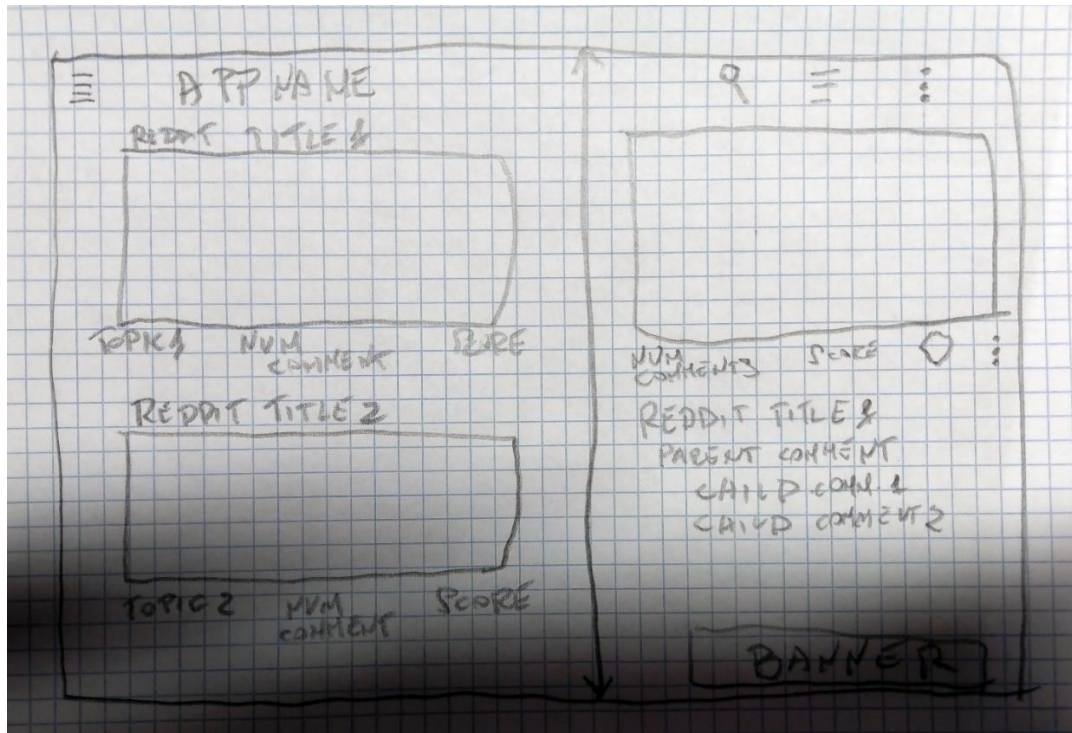 APP NAME
REDDIT TITLE 1
TOPIC 1 NUM COMMENT SCORE
REDDIT TITLE 2
TOPIC 2 NUM COMMENT SCORE
NUM COMMENTS SCORE
REDDIT TITLE 1
PARENT COMMENT
CHILD COMM. 1
CHILD COMMENT 2
BANNER